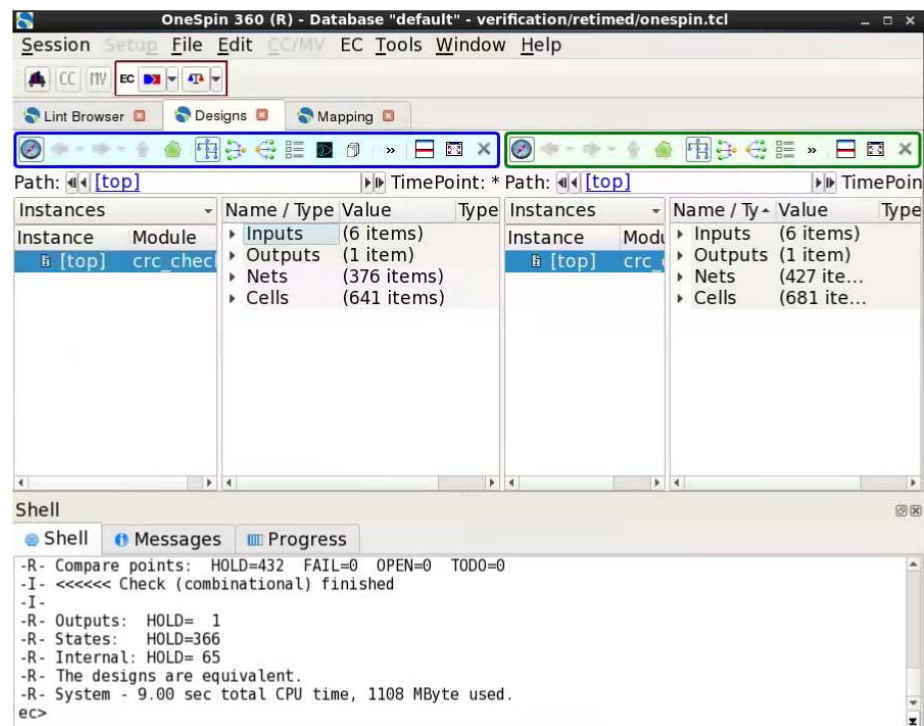 OneSpin 360 (R) - Database "default" - verification/retimed/onespin.tcl
Session Setup File Edit CC/MV EC Tools Window Help
CC MV EC
Lint Browser Designs Mapping
» »
Path: [top] TimePoint: * Path: [top] TimePoin
Instances Name / Type Value Type Instances Name / Ty Value Type
Instance Module Inputs (6 items) Instance Modu Inputs (6 items)
[top] crc_chec Outputs (1 item) [top] crc_ Outputs (1 item)
Nets (376 items) Nets (427 ite...
Cells (641 items) Cells (681 ite...
Shell
Shell Messages Progress
-R- Compare points: HOLD=432 FAIL=0 OPEN=0 TODO=0
-I- <<<<<< Check (combinational) finished
-I-
-R- Outputs: HOLD= 1
-R- States: HOLD=366
-R- Internal: HOLD= 65
-R- The designs are equivalent.
-R- System - 9.00 sec total CPU time, 1108 MByte used.
ec>